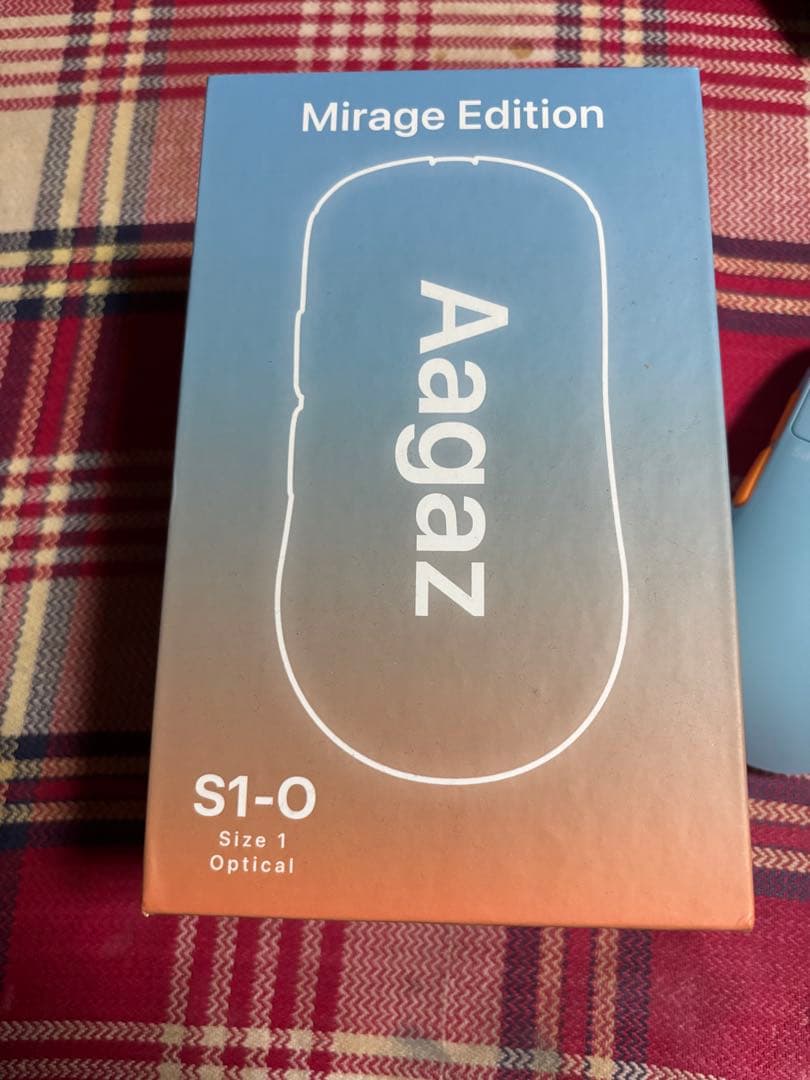 Mirage Edition
Aagaz
S1-O
Size 1
Optical